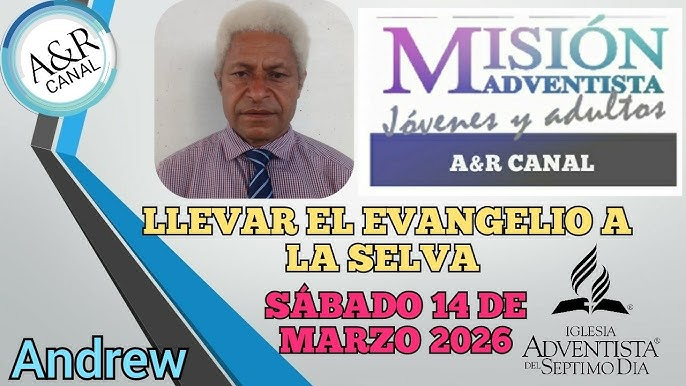 A&R
CANAL
MISIÓN
ADVENTISTA
Jóvenes y adultos
A&R CANAL
LLEVAR EL EVANGELIO A
LA SELVA
SÁBADO 14 DE
MARZO 2026
IGLESIA
ADVENTISTA®
DEL SÉPTIMO DÍA
Andrew